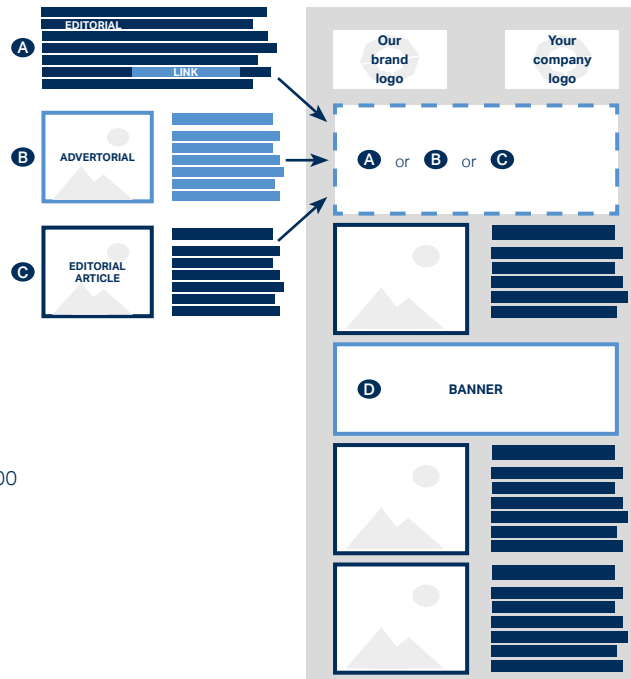 A
EDITORIAL
LINK
B
ADVERTORIAL
C
EDITORIAL
ARTICLE
00
Our
brand
logo
Your
company
logo
A or B or C
D BANNER